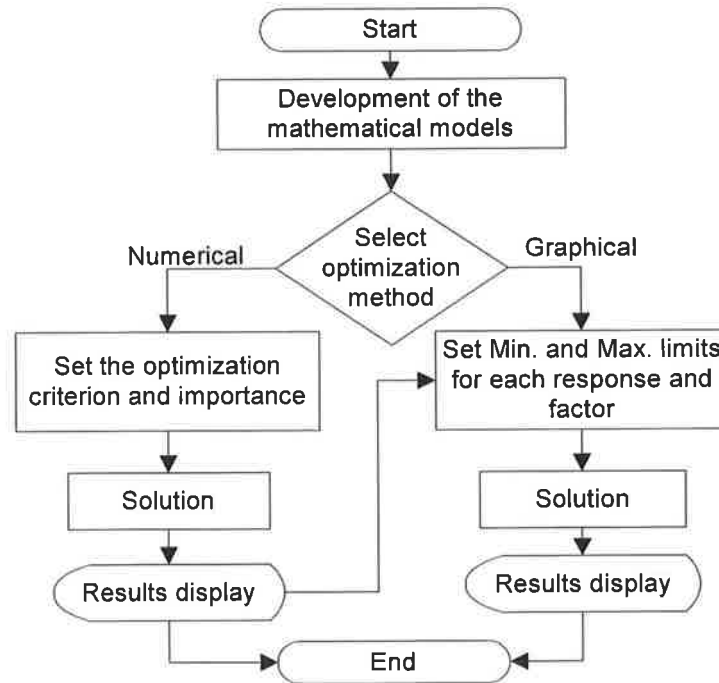 Start
Development of the
mathematical models
Select
optimization
method
Numerical
Graphical
Set the optimization
criterion and importance
Set Min. and Max. limits
for each response and
factor
Solution
Solution
Results display
Results display
End